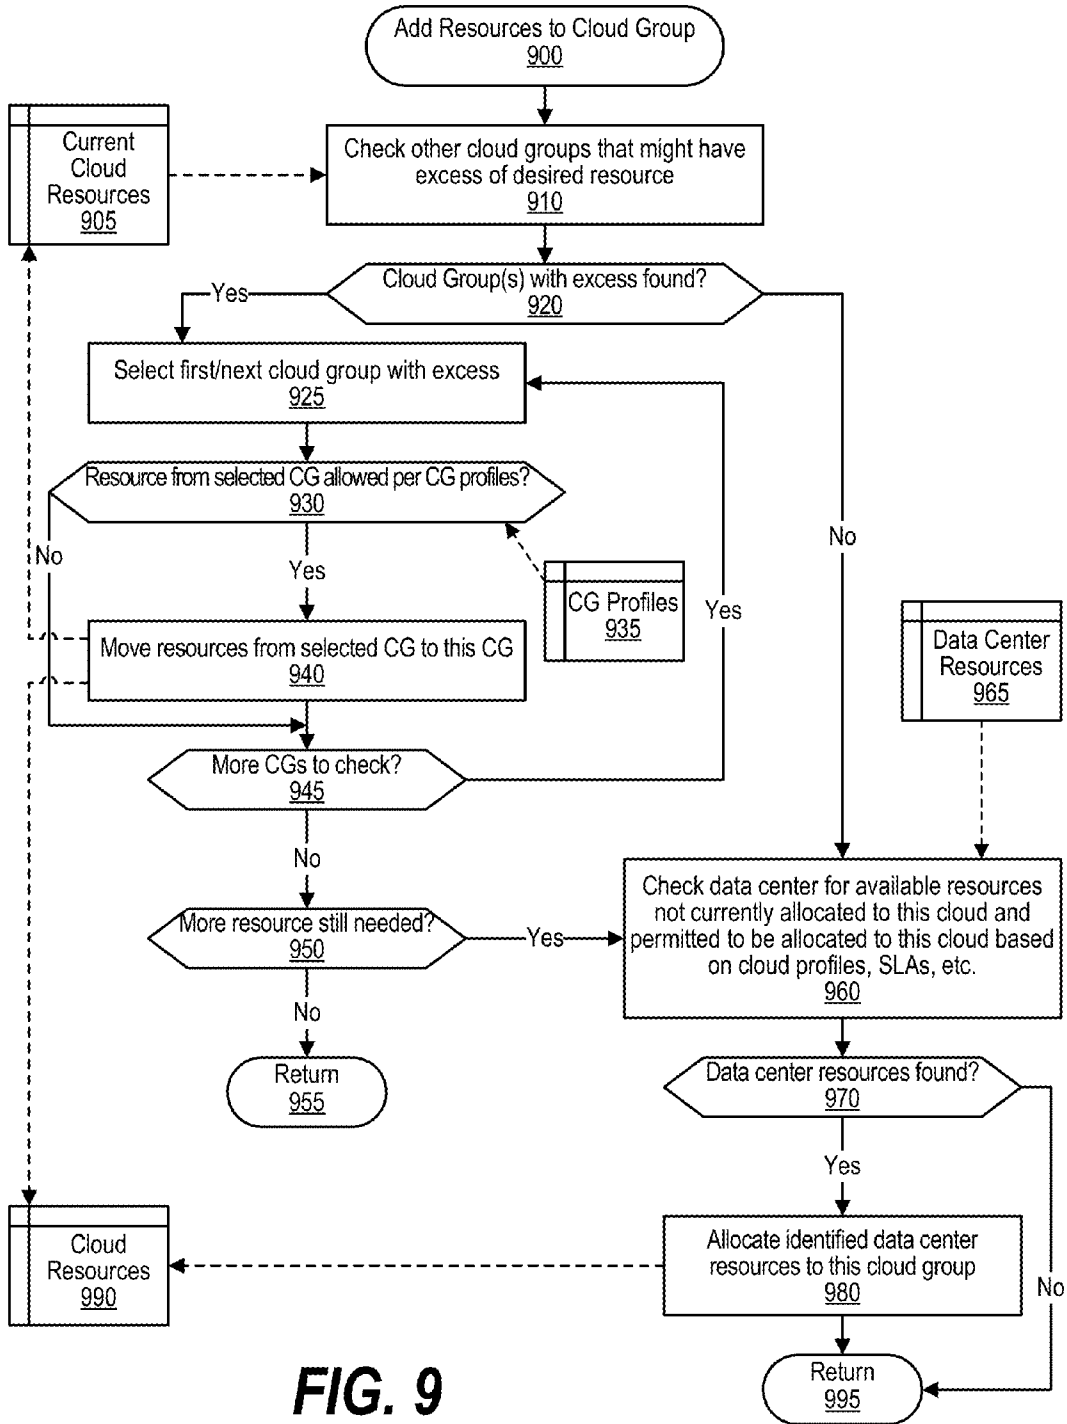 Add Resources to Cloud Group
900
Current
Cloud
Resources
905
Check other cloud groups that might have
excess of desired resource
910
Cloud Group(s) with excess found?
920
Yes
Select first/next cloud group with excess
925
Resource from selected CG allowed per CG profiles?
930
No
Yes
No
CG Profiles
935
Yes
Move resources from selected CG to this CG
940
Data Center
Resources
965
More CGs to check?
945
No
Check data center for available resources
not currently allocated to this cloud and
permitted to be allocated to this cloud based
on cloud profiles, SLAs, etc.
960
More resource still needed?
950
Yes
No
Return
955
Data center resources found?
970
Yes
Cloud
Resources
990
Allocate identified data center
resources to this cloud group
980
No
Return
995
FIG. 9